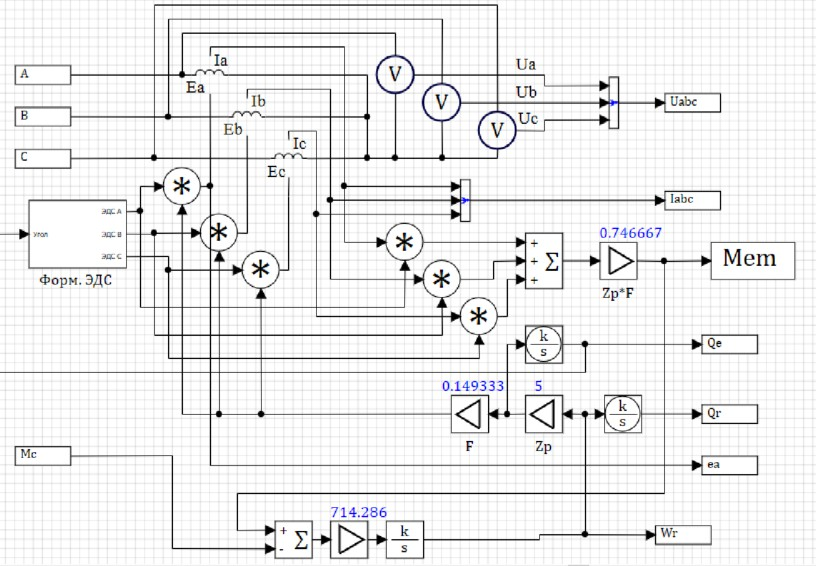 Ia
A
Ea
V
Ua
Ib
V
Ub
Uabc
B
Eb
Uc
V
Ic
C
Ec
*
Iabc
ЭДС A
Угол
ЭДС B
ЭДС C
*
*
*
*
*
+
+
+
Σ
0.746667
Mem
Форм. ЭДС
Zp*F
k
s
Qe
0.149333
5
k
s
Qr
F
Zp
Mc
ea
714.286
+
-
Σ
k
s
Wr